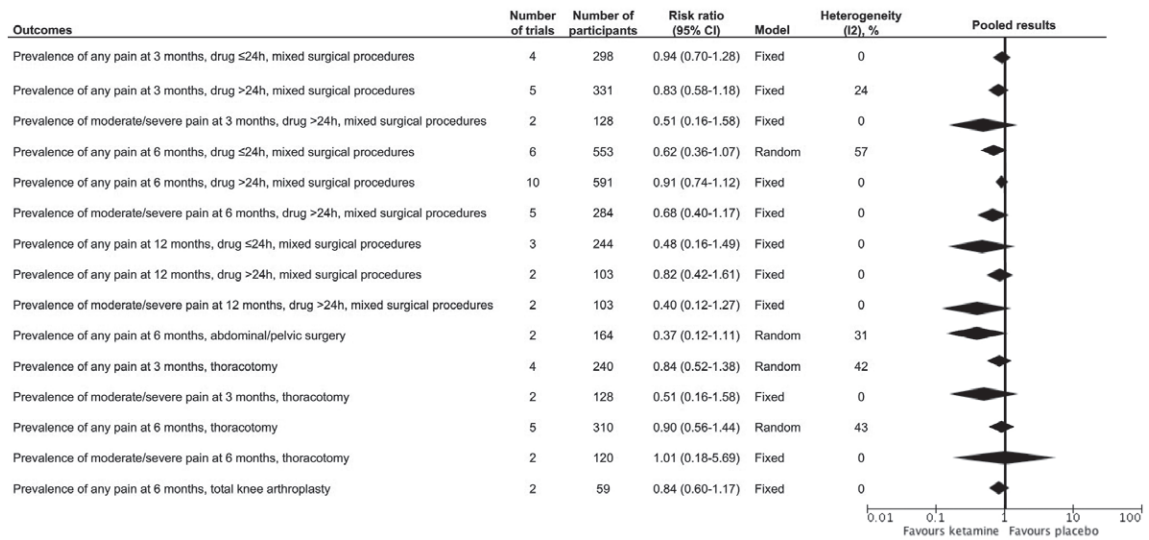 Outcomes Number of trials Number of participants Risk ratio (95% CI) Model Heterogeneity (I2), % Pooled results
Prevalence of any pain at 3 months, drug ≤24h, mixed surgical procedures 4 298 0.94 (0.70-1.28) Fixed 0
Prevalence of any pain at 3 months, drug >24h, mixed surgical procedures 5 331 0.83 (0.58-1.18) Fixed 24
Prevalence of moderate/severe pain at 3 months, drug >24h, mixed surgical procedures 2 128 0.51 (0.16-1.58) Fixed 0
Prevalence of any pain at 6 months, drug ≤24h, mixed surgical procedures 6 553 0.62 (0.36-1.07) Random 57
Prevalence of any pain at 6 months, drug >24h, mixed surgical procedures 10 591 0.91 (0.74-1.12) Fixed 0
Prevalence of moderate/severe pain at 6 months, drug >24h, mixed surgical procedures 5 284 0.68 (0.40-1.17) Fixed 0
Prevalence of any pain at 12 months, drug ≤24h, mixed surgical procedures 3 244 0.48 (0.16-1.49) Fixed 0
Prevalence of any pain at 12 months, drug >24h, mixed surgical procedures 2 103 0.82 (0.42-1.61) Fixed 0
Prevalence of moderate/severe pain at 12 months, drug >24h, mixed surgical procedures 2 103 0.40 (0.12-1.27) Fixed 0
Prevalence of any pain at 6 months, abdominal/pelvic surgery 2 164 0.37 (0.12-1.11) Random 31
Prevalence of any pain at 3 months, thoracotomy 4 240 0.84 (0.52-1.38) Random 42
Prevalence of moderate/severe pain at 3 months, thoracotomy 2 128 0.51 (0.16-1.58) Fixed 0
Prevalence of any pain at 6 months, thoracotomy 5 310 0.90 (0.56-1.44) Random 43
Prevalence of moderate/severe pain at 6 months, thoracotomy 2 120 1.01 (0.18-5.69) Fixed 0
Prevalence of any pain at 6 months, total knee arthroplasty 2 59 0.84 (0.60-1.17) Fixed 0
0.01 0.1 1 10 100
Favours ketamine Favours placebo